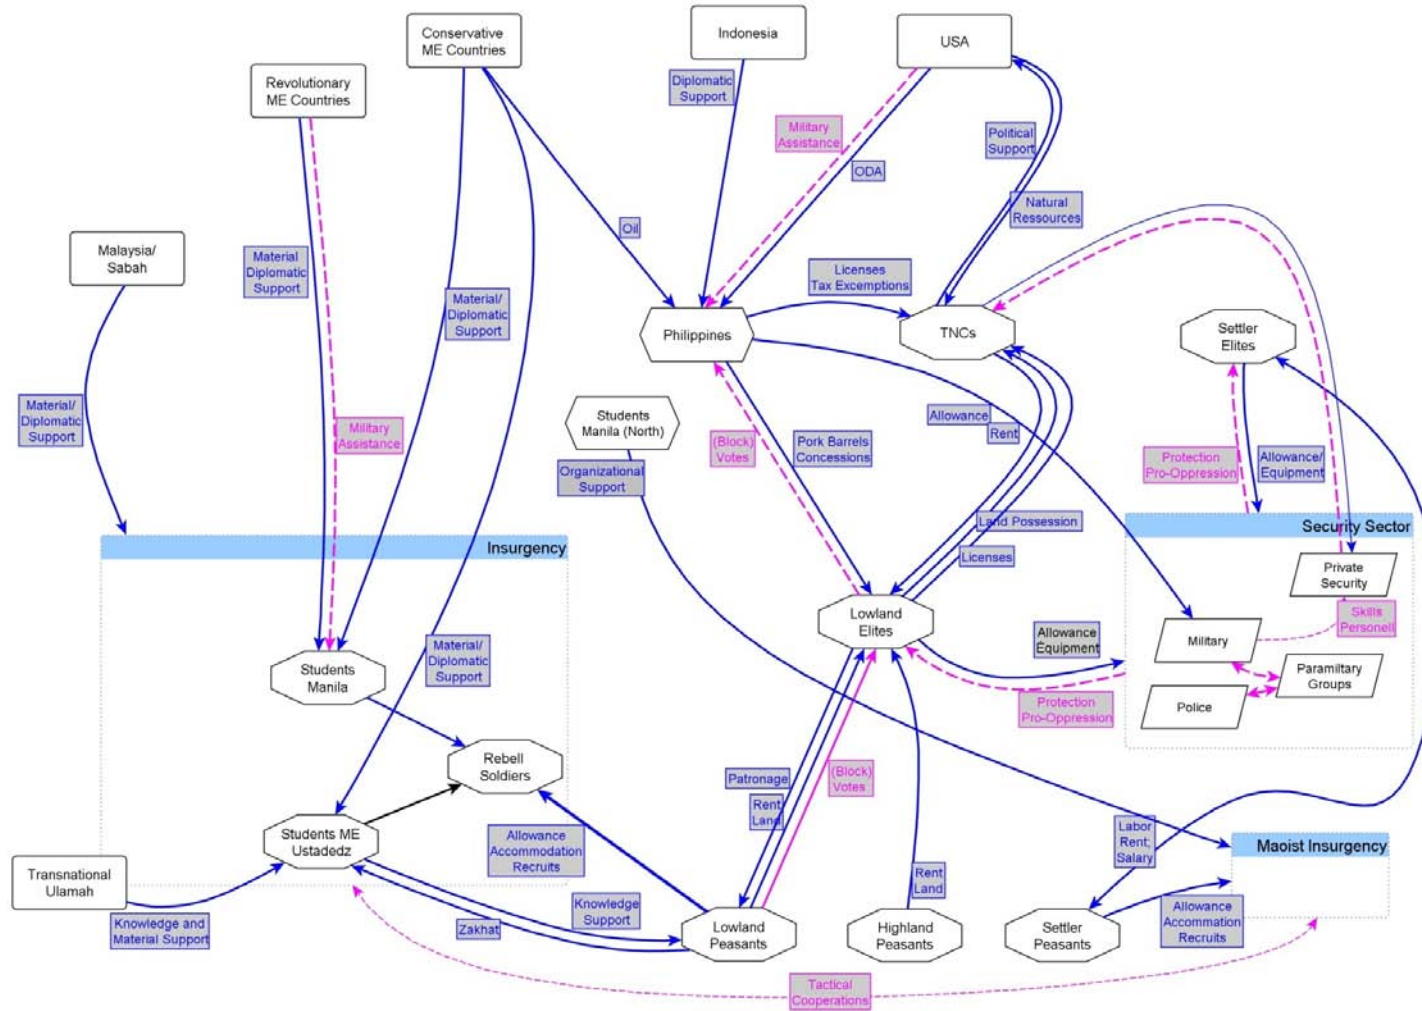 Conservative
ME Countries
Indonesia
USA
Revolutionary
ME Countries
Diplomatic
Support
Military
Assistance
Political
Support
ODA
Natural
Ressources
Oil
Malaysia/
Sabah
Material
Diplomatic
Support
Licenses
Tax Excemptions
Material/
Diplomatic
Support
Philippines
TNCs
Settler
Elites
Material/
Diplomatic
Support
Military
Assistance
Students
Manila (North)
Allowance
Rent
(Block)
Votes
Pork Barrels
Concessions
Protection
Pro-Oppression
Allowance/
Equipment
Organizational
Support
Land Possession
Security Sector
Insurgency
Licenses
Private
Security
Lowland
Elites
Skills
Personell
Military
Allowance
Equipment
Material/
Diplomatic
Support
Students
Manila
Paramiltary
Groups
Police
Protection
Pro-Oppression
Rebell
Soldiers
Patronage
(Block)
Votes
Rent
Land
Students ME
Ustadedz
Allowance
Accommodation
Recruits
Labor
Rent;
Salary
Maoist Insurgency
Transnational
Ulamah
Rent
Land
Knowledge and
Material Support
Zakhat
Knowledge
Support
Lowland
Peasants
Highland
Peasants
Settler
Peasants
Allowance
Accommation
Recruits
Tactical
Cooperations